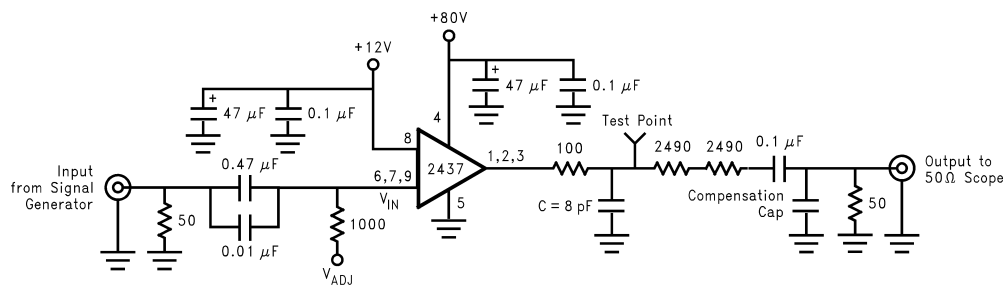 +80V
+12V
+
47 μF
0.1 μF
+
47 μF
0.1 μF
4
8
Test Point
Input
from Signal
Generator
0.47 μF
6,7,9
V_IN
2437
1,2,3
100
2490
2490
0.1 μF
Output to
50Ω Scope
50
0.01 μF
1000
V_ADJ
5
C = 8 pF
Compensation
Cap
50